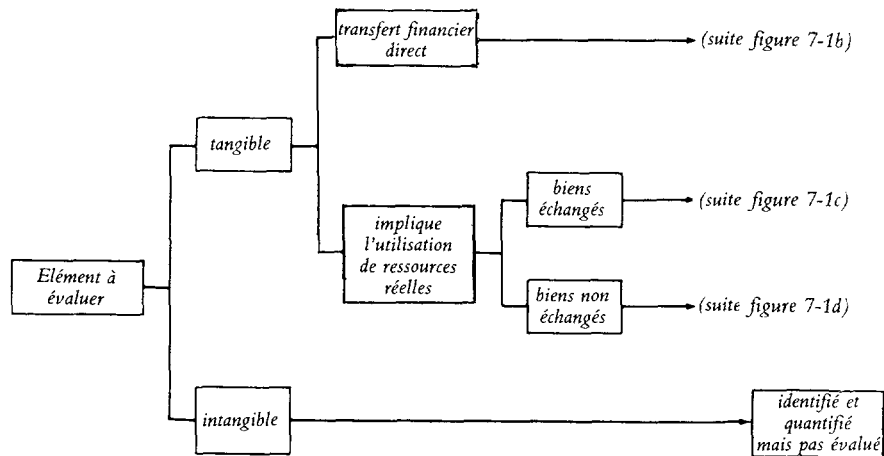 transfert financier
direct
(suite figure 7-1b)
tangible
biens
échangés
(suite figure 7-1c)
implique
l'utilisation
de ressources
réelles
Elément à
évaluer
biens non
échangés
(suite figure 7-1d)
intangible
identifié et
quantifié
mais pas évalué